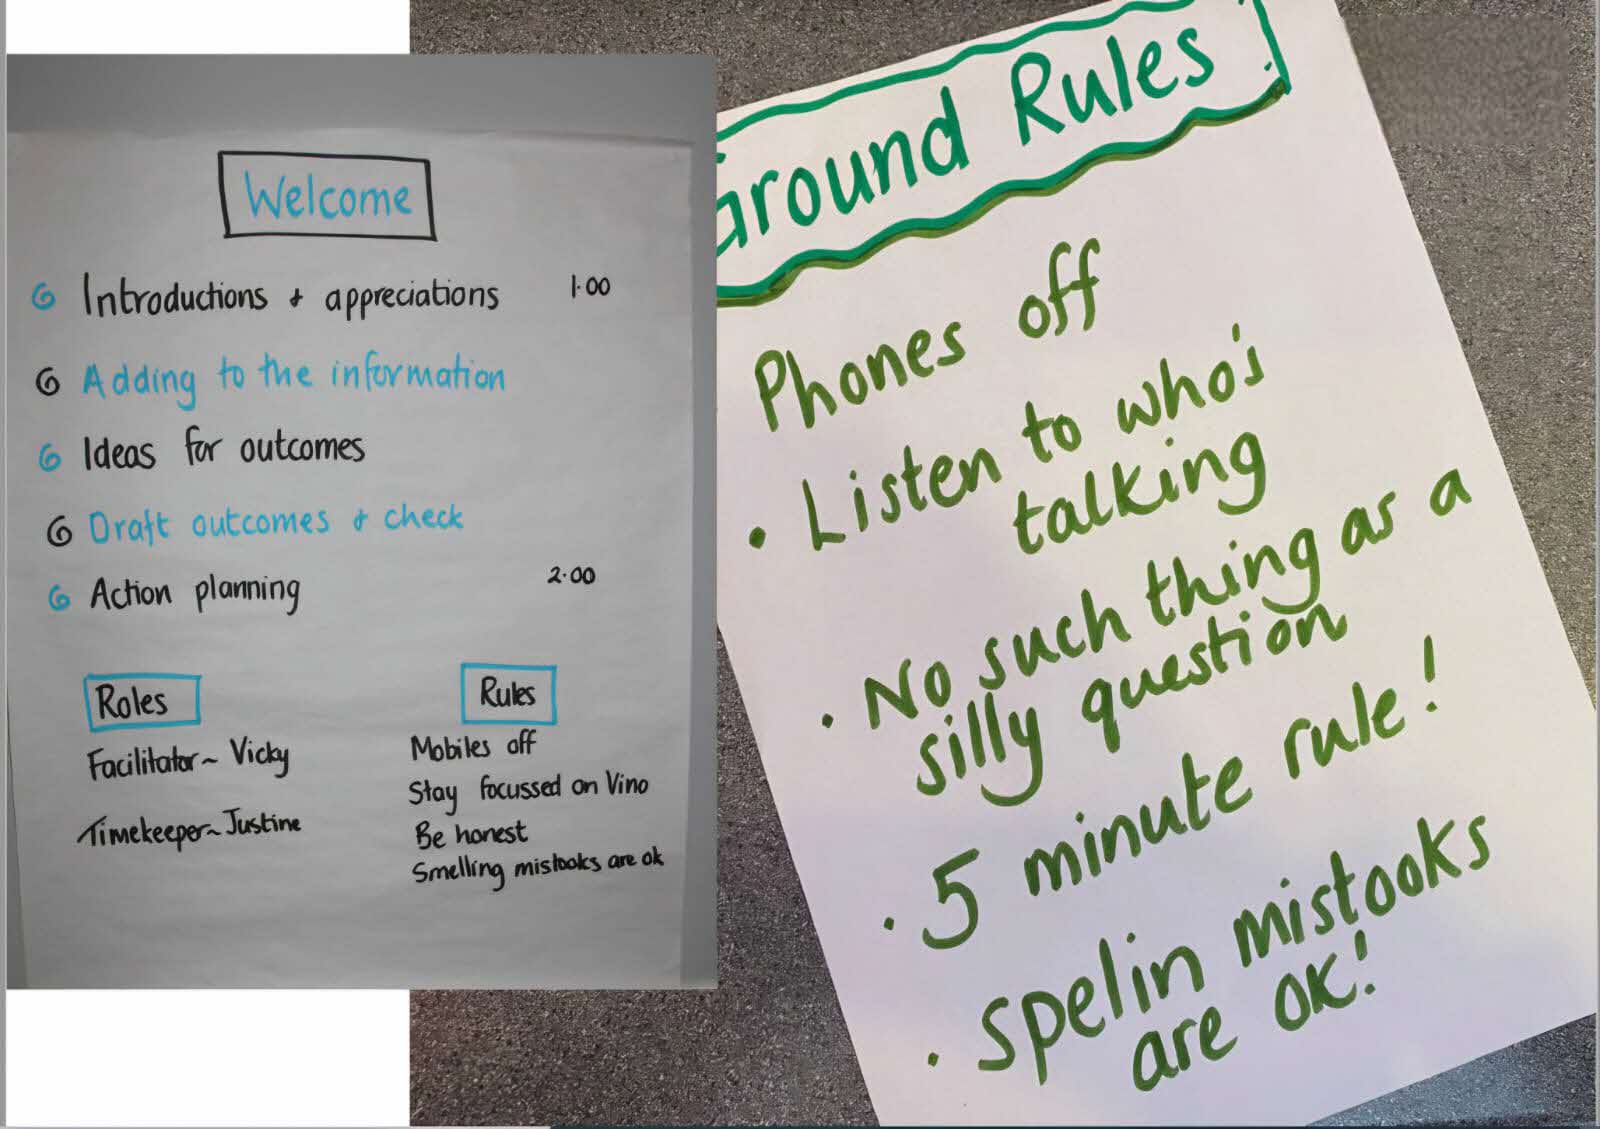 Welcome
Introductions & appreciations 1.00
Adding to the information
Ideas for outcomes
Draft outcomes & check
Action planning 2.00
Roles
Facilitator ~ Vicky
Timekeeper ~ Justine
Rules
Mobiles off
Stay focussed on Vino
Be honest
Smelling mistooks are ok
Ground Rules
Phones off
• Listen to who's
talking
• No such thing as a
silly question
• 5 minute rule!
• spelin mistooks
are OK!